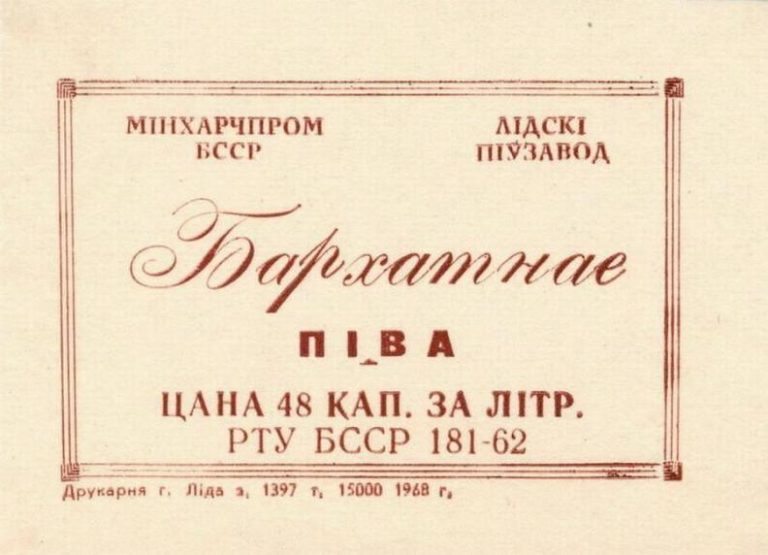 МІНХАРЧПРОМ
БССР
ЛІДСКІ
ПІЎЗАВОД
Бархатнае
ПІВА
ЦАНА 48 КАП. ЗА ЛІТР.
РТУ БССР 181-62
Друкарня г. Ліда з. 1397 т. 15000 1968 г.